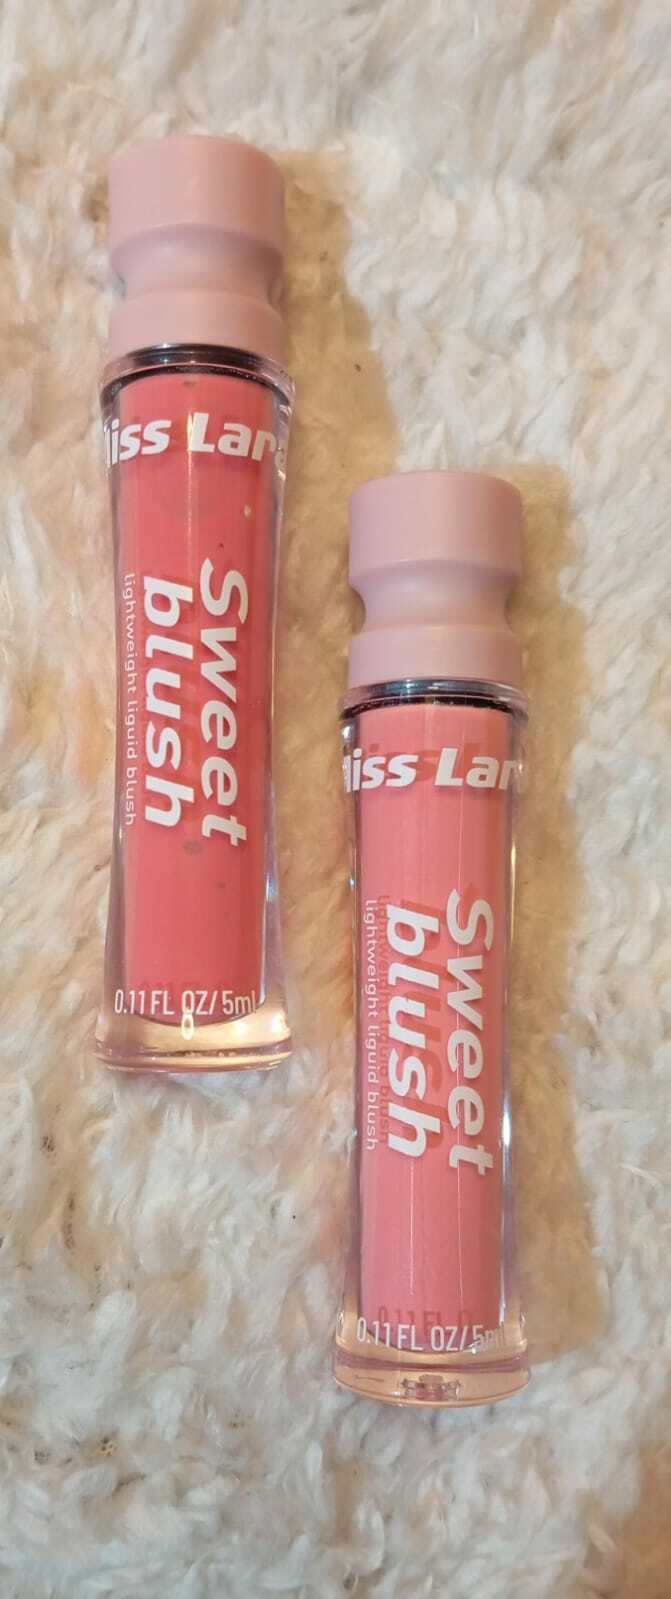 iss Lara
Sweet
blush
lightweight liquid blush
0.11 FL OZ/5ml
iss Lar
Sweet
blush
lightweight liquid blush
0.11 FL OZ/5ml